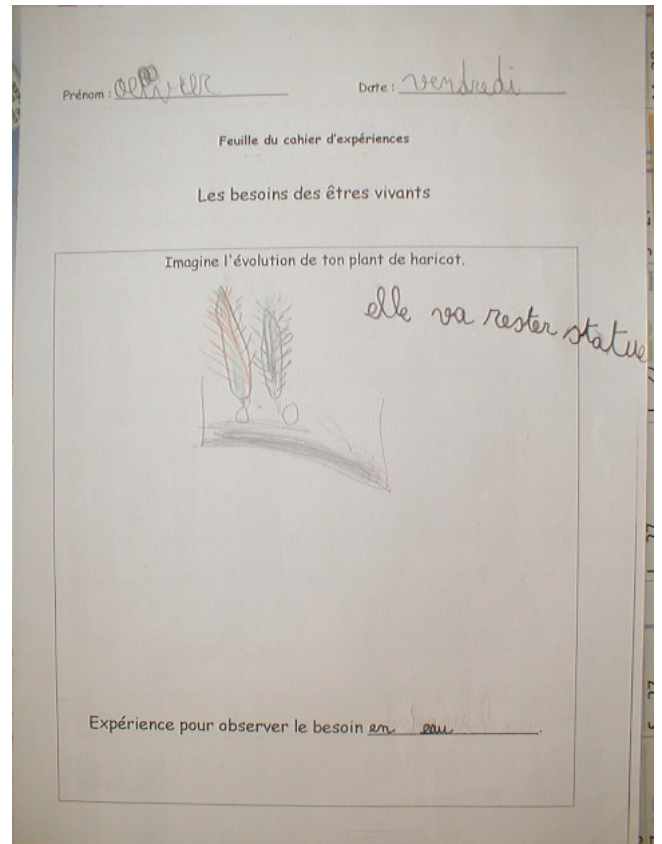 Prénom : Date : vendredi
Feuille du cahier d'expériences
Les besoins des êtres vivants
Imagine l'évolution de ton plant de haricot.
elle va rester statue
Expérience pour observer le besoin en eau.